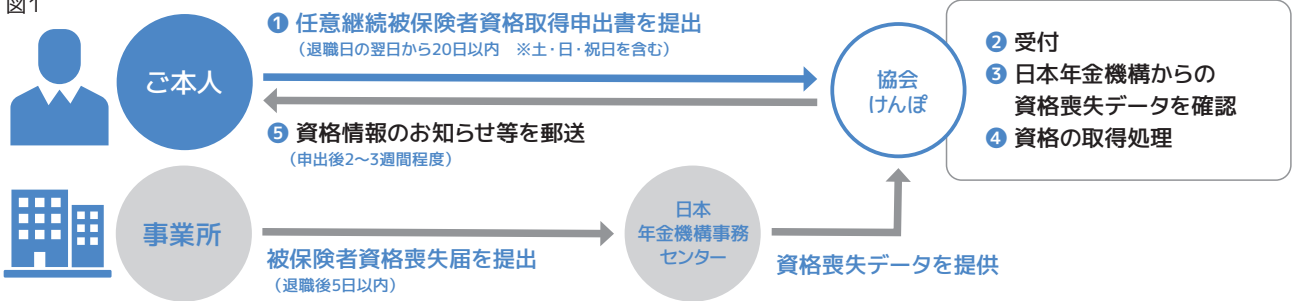 図1
❶ 任意継続被保険者資格取得申出書を提出
（退職日の翌日から20日以内　※土・日・祝日を含む）
ご本人
協会
けんぽ
❷ 受付
❸ 日本年金機構からの
資格喪失データを確認
❹ 資格の取得処理
❺ 資格情報のお知らせ等を郵送
（申出後2～3週間程度）
事業所
被保険者資格喪失届を提出
（退職後5日以内）
日本
年金機構事務
センター
資格喪失データを提供